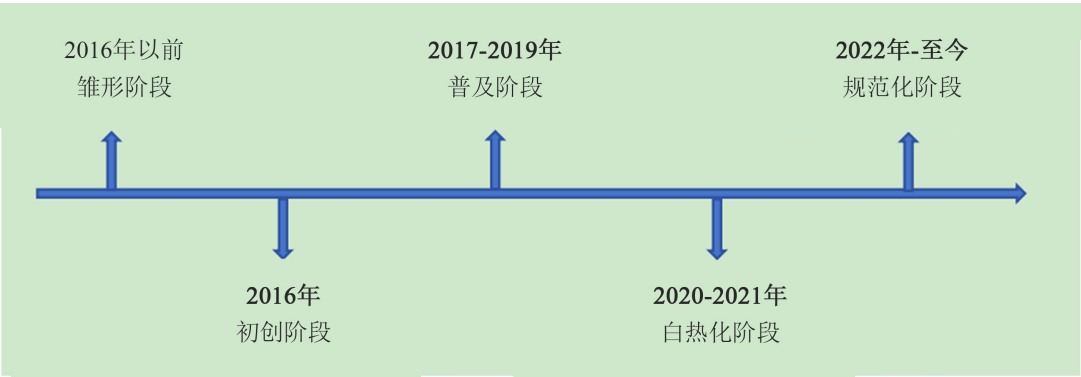 2016年以前
雏形阶段
2016年
初创阶段
2017-2019年
普及阶段
2020-2021年
白热化阶段
2022年-至今
规范化阶段